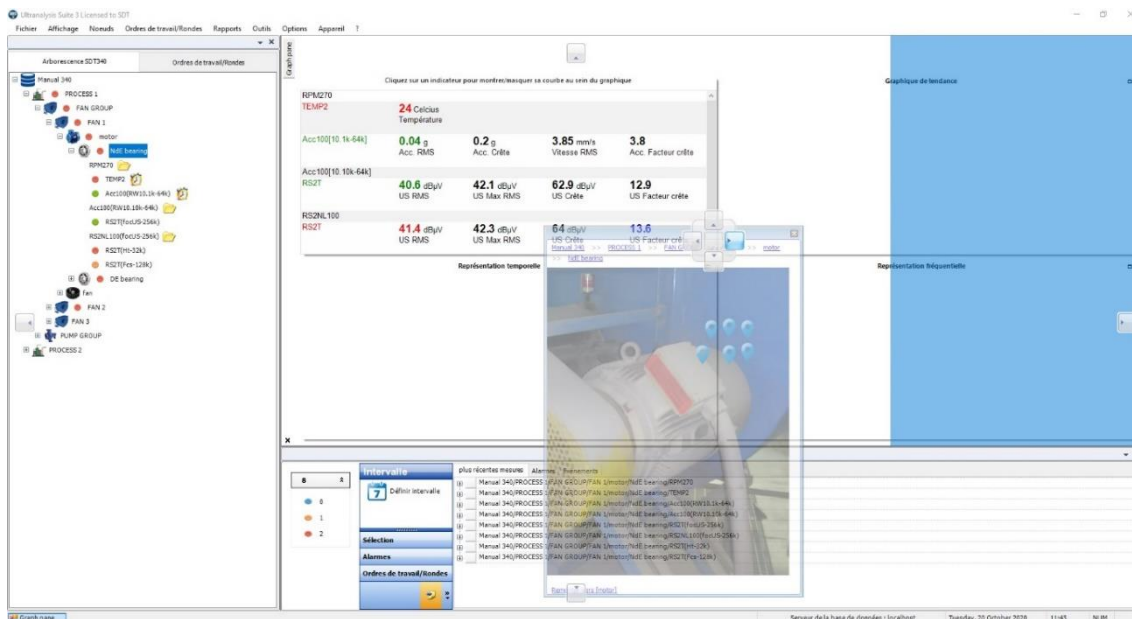 Ultranalysis Suite 3 Licensed to SDT
Fichier Affichage Noeuds Ordres de travail/Rondes Rapports Outils Options Appareil ?
Arborescence SDT340 Ordres de travail/Rondes
Manual 340
PROCESS 1
FAN GROUP
FAN 1
motor
NdE bearing
RPM270
TEMP2
Acc100(RW10.1k-64k)
Acc100(RW10.10k-64k)
RS2T(focUS-256k)
RS2NL100(focUS-256k)
RS2T(Ht-32k)
RS2T(Fcs-128k)
DE bearing
fan
FAN 2
FAN 3
PUMP GROUP
PROCESS 2
Graph pane
Cliquez sur un indicateur pour montrer/masquer sa courbe au sein du graphique
RPM270
TEMP2 24 Celcius
Température
Acc100[10.1k-64k] 0.04 g 0.2 g 3.85 mm/s 3.8
Acc. RMS Acc. Crête Vitesse RMS Acc. Facteur crête
Acc100[10.10k-64k]
RS2T 40.6 dBµV 42.1 dBµV 62.9 dBµV 12.9
US RMS US Max RMS US Crête US Facteur crête
RS2NL100
RS2T 41.4 dBµV 42.3 dBµV 64 dBµV 13.6
US RMS US Max RMS US Crête US Facteur crête
Graphique de tendance
Représentation temporelle
Représentation fréquentielle
Manual 340 >> PROCESS 1 >> FAN G motor
>> NdE bearing
6
0
1
2
Intervalle
7 Définir intervalle
Sélection
Alarmes
Ordres de travail/Rondes
plus récentes mesures Alarmes Evénements
Manual 340/PROCESS 1/FAN GROUP/FAN 1/motor/NdE bearing/RPM270
Manual 340/PROCESS 1/FAN GROUP/FAN 1/motor/NdE bearing/TEMP2
Manual 340/PROCESS 1/FAN GROUP/FAN 1/motor/NdE bearing/Acc100(RW10.1k-64k)
Manual 340/PROCESS 1/FAN GROUP/FAN 1/motor/NdE bearing/Acc100(RW10.10k-64k)
Manual 340/PROCESS 1/FAN GROUP/FAN 1/motor/NdE bearing/RS2T(focUS-256k)
Manual 340/PROCESS 1/FAN GROUP/FAN 1/motor/NdE bearing/RS2NL100(focUS-256k)
Manual 340/PROCESS 1/FAN GROUP/FAN 1/motor/NdE bearing/RS2T(Ht-32k)
Manual 340/PROCESS 1/FAN GROUP/FAN 1/motor/NdE bearing/RS2T(Fcs-128k)
[motor]
Graph pane
Serveur de la base de données : localhost Tuesday, 20 October 2020 11:43 NUM